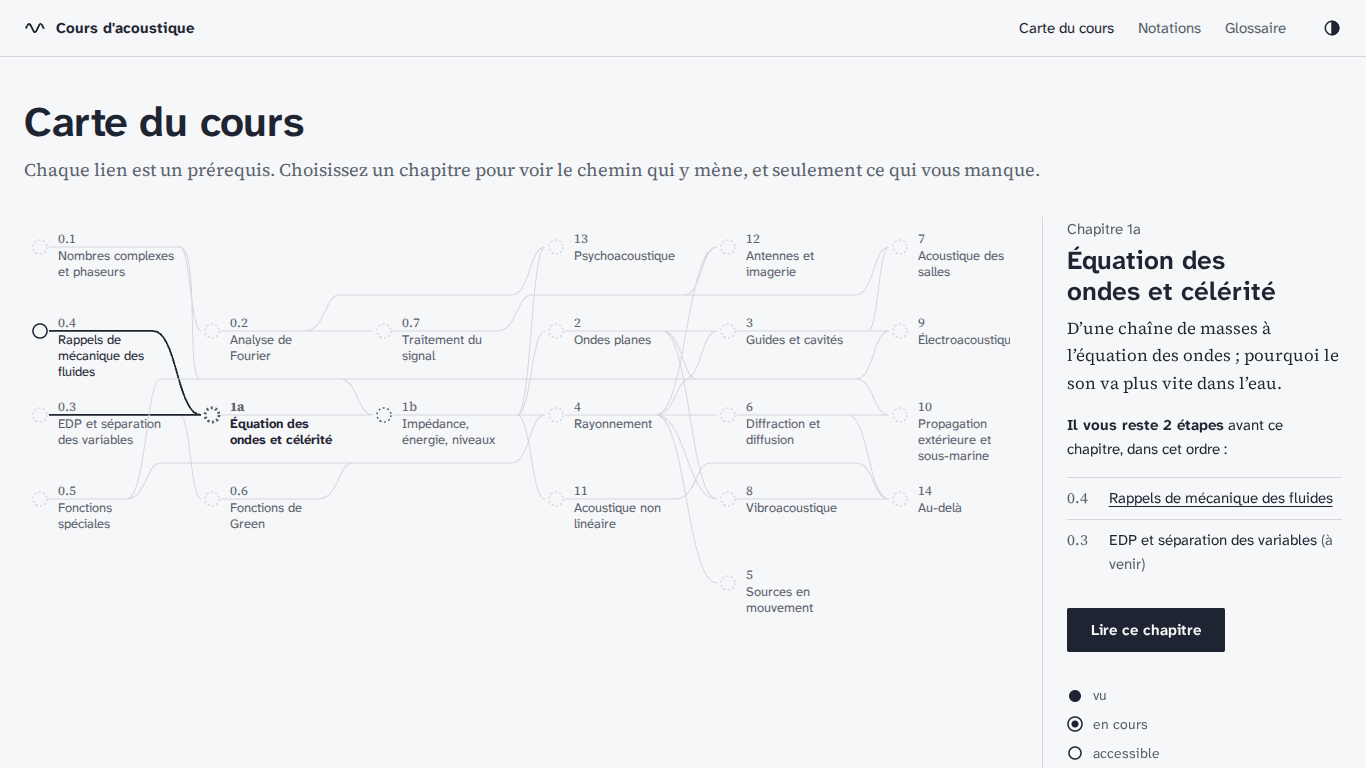 Cours d'acoustique
Carte du cours
Notations
Glossaire
Carte du cours
Chaque lien est un prérequis. Choisissez un chapitre pour voir le chemin qui y mène, et seulement ce qui vous manque.
0.1
Nombres complexes
et phaseurs
0.4
Rappels de
mécanique des
fluides
0.3
EDP et séparation
des variables
0.5
Fonctions
spéciales
0.2
Analyse de
Fourier
1a
Équation des
ondes et célérité
0.6
Fonctions de
Green
0.7
Traitement du
signal
1b
Impédance,
énergie, niveaux
13
Psychoacoustique
2
Ondes planes
4
Rayonnement
11
Acoustique non
linéaire
12
Antennes et
imagerie
3
Guides et cavités
6
Diffraction et
diffusion
8
Vibroacoustique
5
Sources en
mouvement
7
Acoustique des
salles
9
Électroacoustiqu
10
Propagation
extérieure et
sous-marine
14
Au-delà
Chapitre 1a
Équation des
ondes et célérité
D’une chaîne de masses à
l’équation des ondes ; pourquoi le
son va plus vite dans l’eau.
Il vous reste 2 étapes avant ce
chapitre, dans cet ordre :
0.4 Rappels de mécanique des fluides
0.3 EDP et séparation des variables (à
venir)
Lire ce chapitre
vu
en cours
accessible